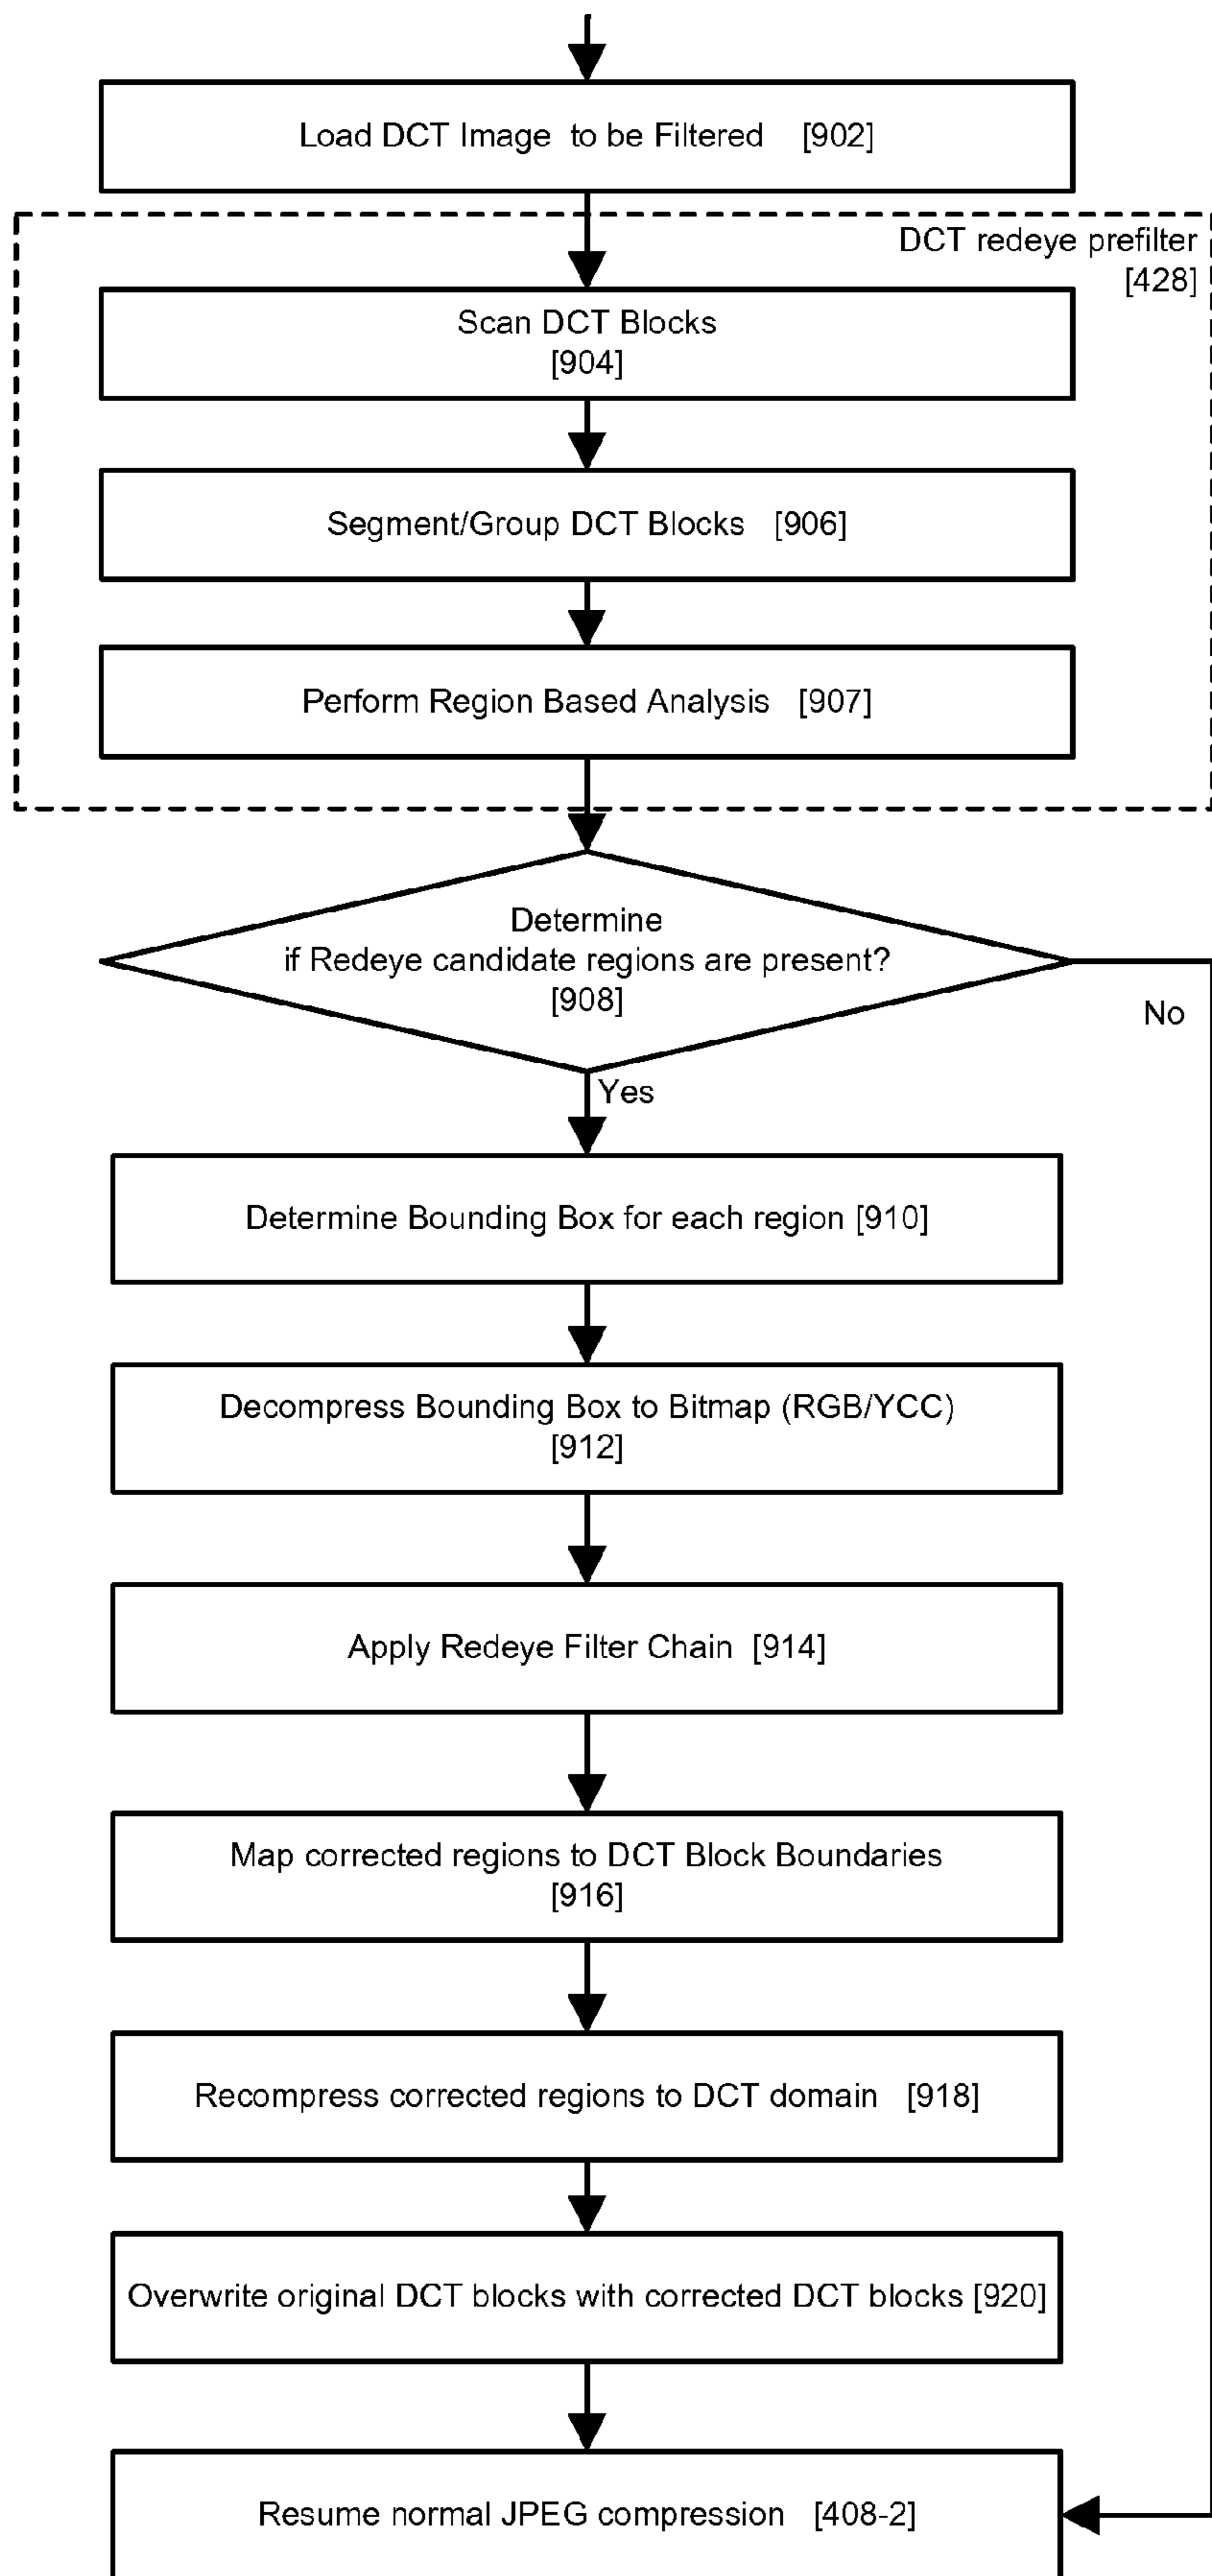 Load DCT Image to be Filtered [902]
DCT redeye prefilter
[428]
Scan DCT Blocks
[904]
Segment/Group DCT Blocks [906]
Perform Region Based Analysis [907]
Determine
if Redeye candidate regions are present?
[908]
No
Yes
Determine Bounding Box for each region [910]
Decompress Bounding Box to Bitmap (RGB/YCC)
[912]
Apply Redeye Filter Chain [914]
Map corrected regions to DCT Block Boundaries
[916]
Recompress corrected regions to DCT domain [918]
Overwrite original DCT blocks with corrected DCT blocks [920]
Resume normal JPEG compression [408-2]